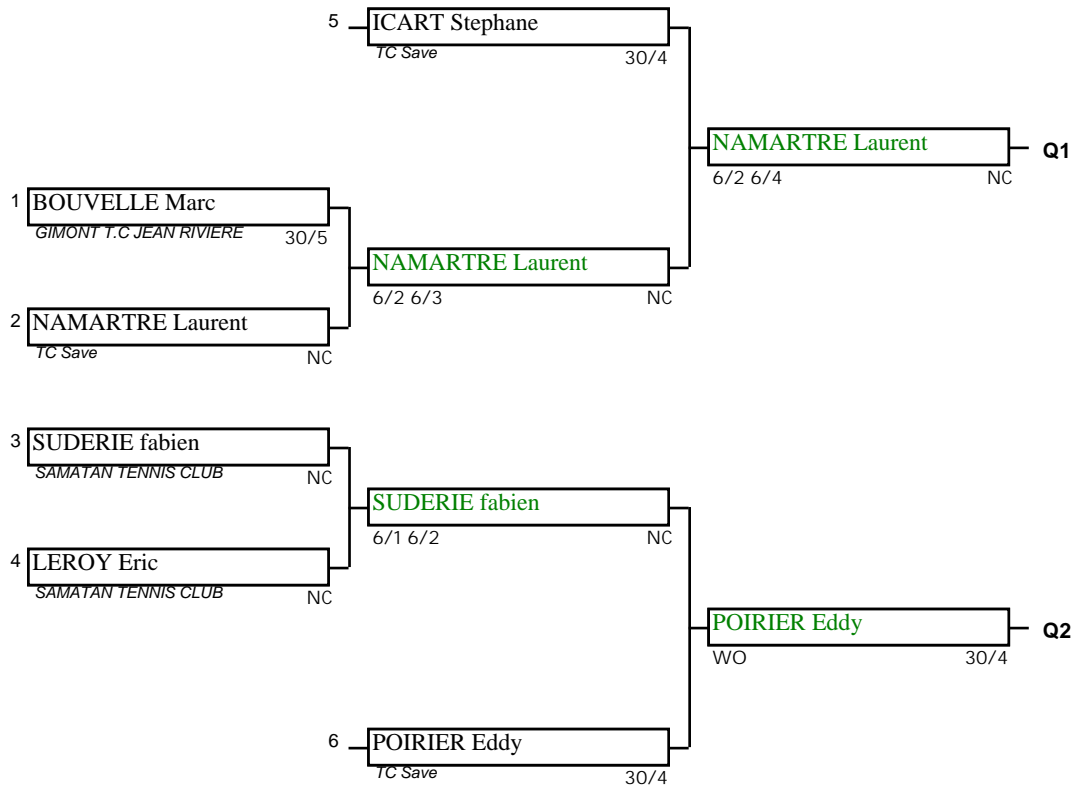 5 ICART Stephane
TC Save 30/4
NAMARTRE Laurent Q1
6/2 6/4 NC
1 BOUVELLE Marc
GIMONT T.C JEAN RIVIERE 30/5
NAMARTRE Laurent
6/2 6/3 NC
2 NAMARTRE Laurent
TC Save NC
3 SUDERIE fabien
SAMATAN TENNIS CLUB NC
SUDERIE fabien
6/1 6/2 NC
4 LEROY Eric
SAMATAN TENNIS CLUB NC
POIRIER Eddy Q2
WO 30/4
6 POIRIER Eddy
TC Save 30/4